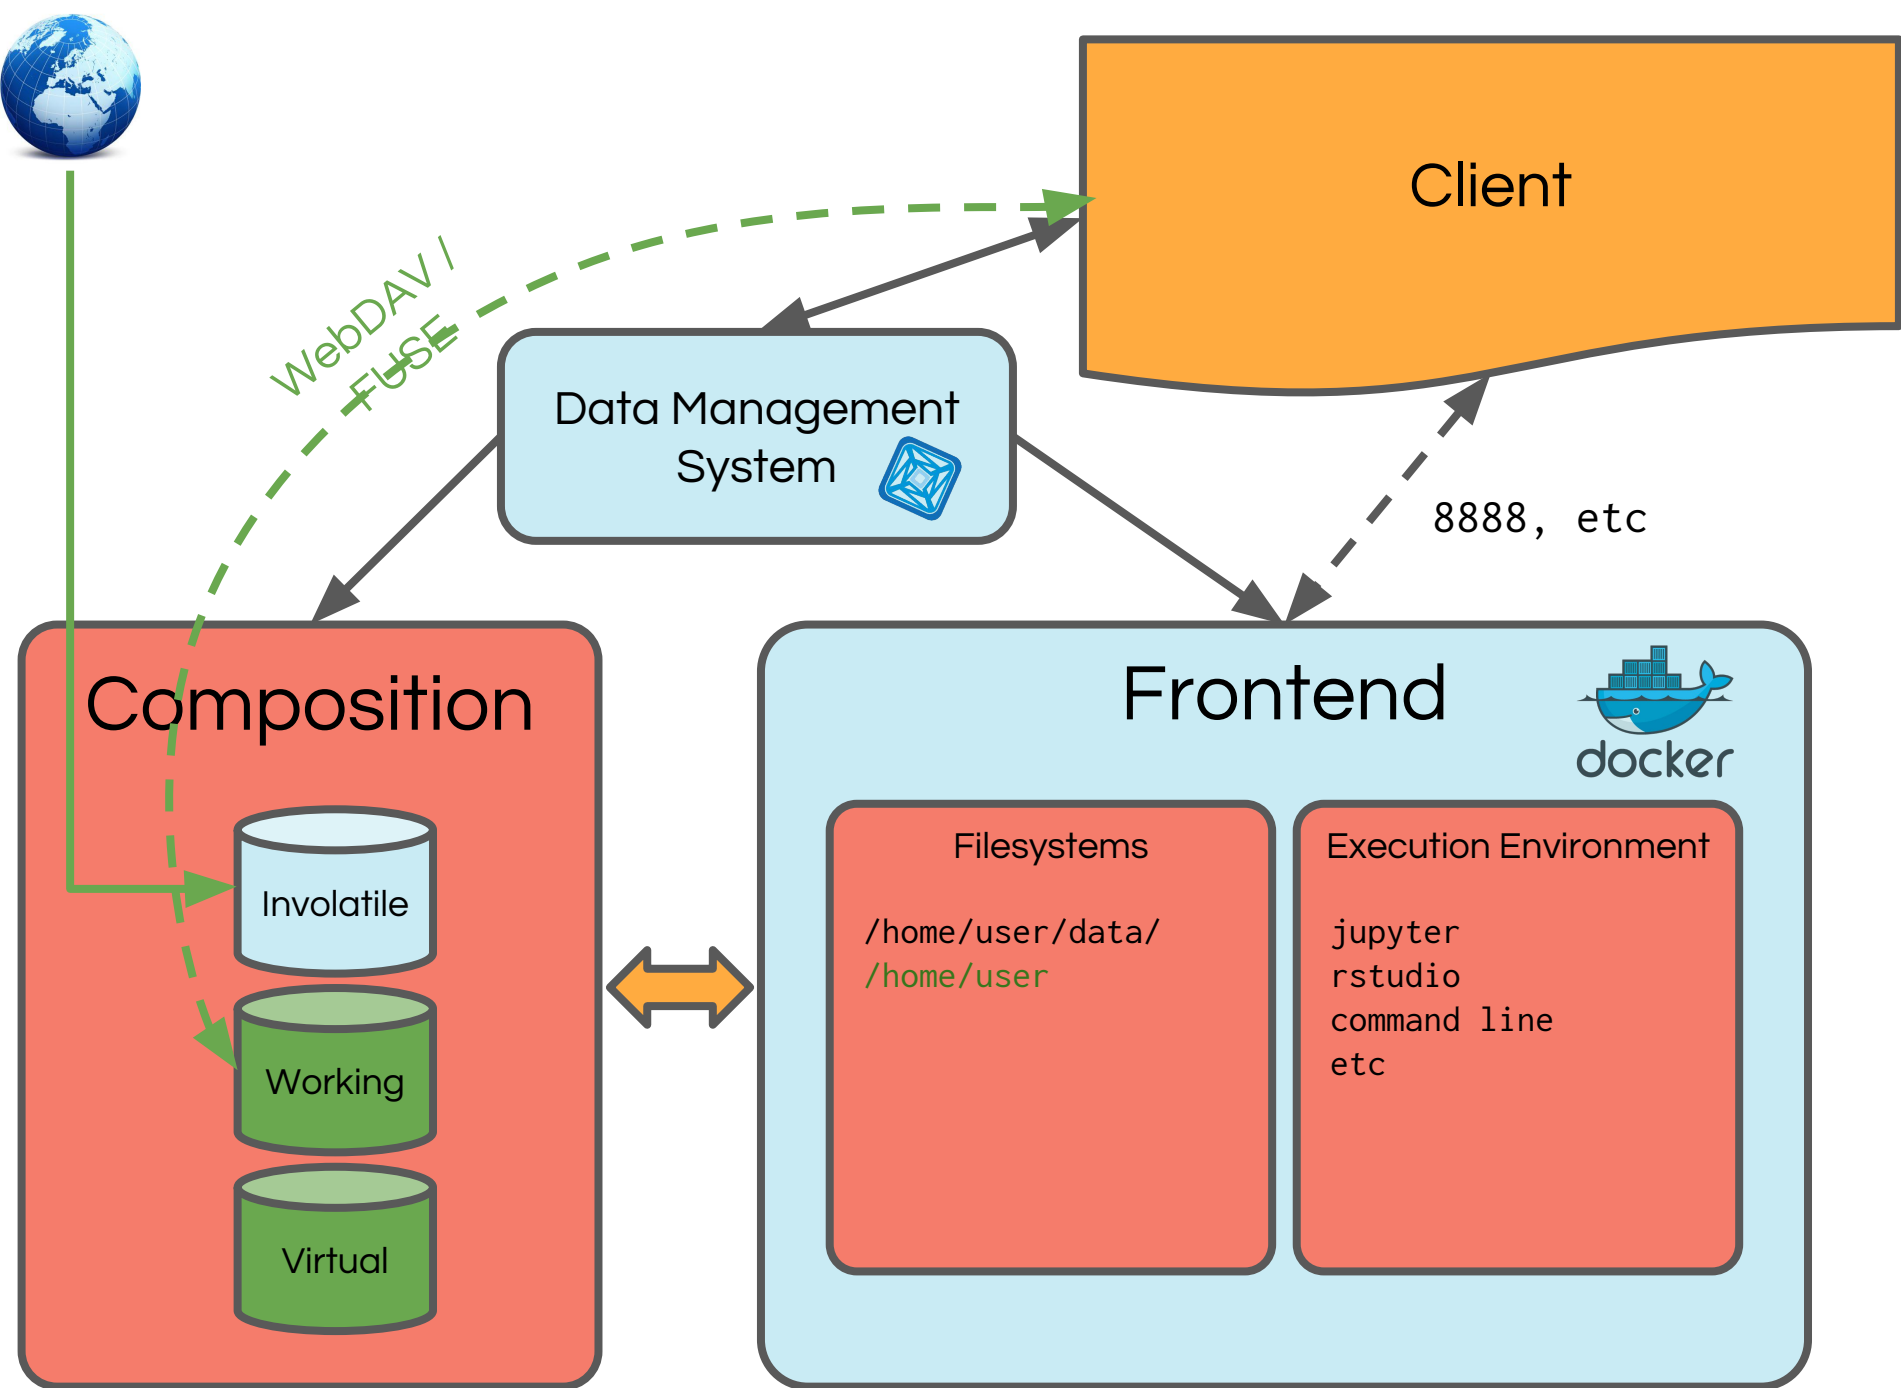 Client
WebDAV /
FUSE
Data Management
System
8888, etc
Composition
Frontend
docker
Filesystems
/home/user/data/
/home/user
Execution Environment
jupyter
rstudio
command line
etc
Involatile
Working
Virtual